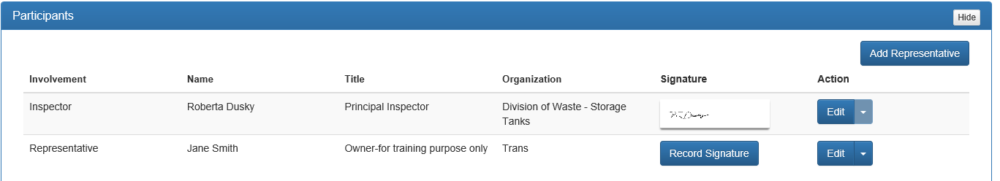 Participants
Hide
Add Representative
Involvement Name Title Organization Signature Action
Inspector Roberta Dusky Principal Inspector Division of Waste - Storage Tanks Edit
Representative Jane Smith Owner-for training purpose only Trans Record Signature Edit